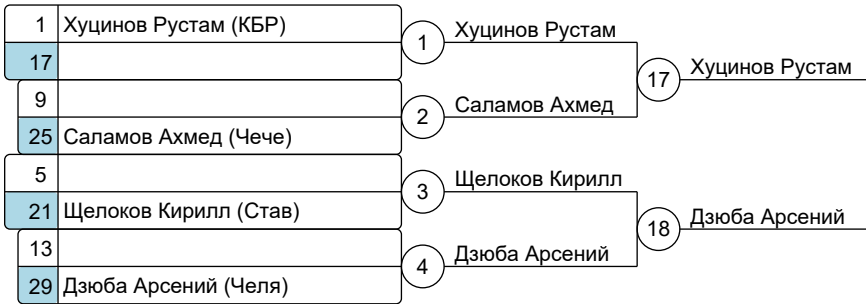 1 Хуцинов Рустам (КБР)
17
1 Хуцинов Рустам
9
25 Саламов Ахмед (Чече)
2 Саламов Ахмед
17 Хуцинов Рустам
5
21 Щелоков Кирилл (Став)
3 Щелоков Кирилл
13
29 Дзюба Арсений (Челя)
4 Дзюба Арсений
18 Дзюба Арсений